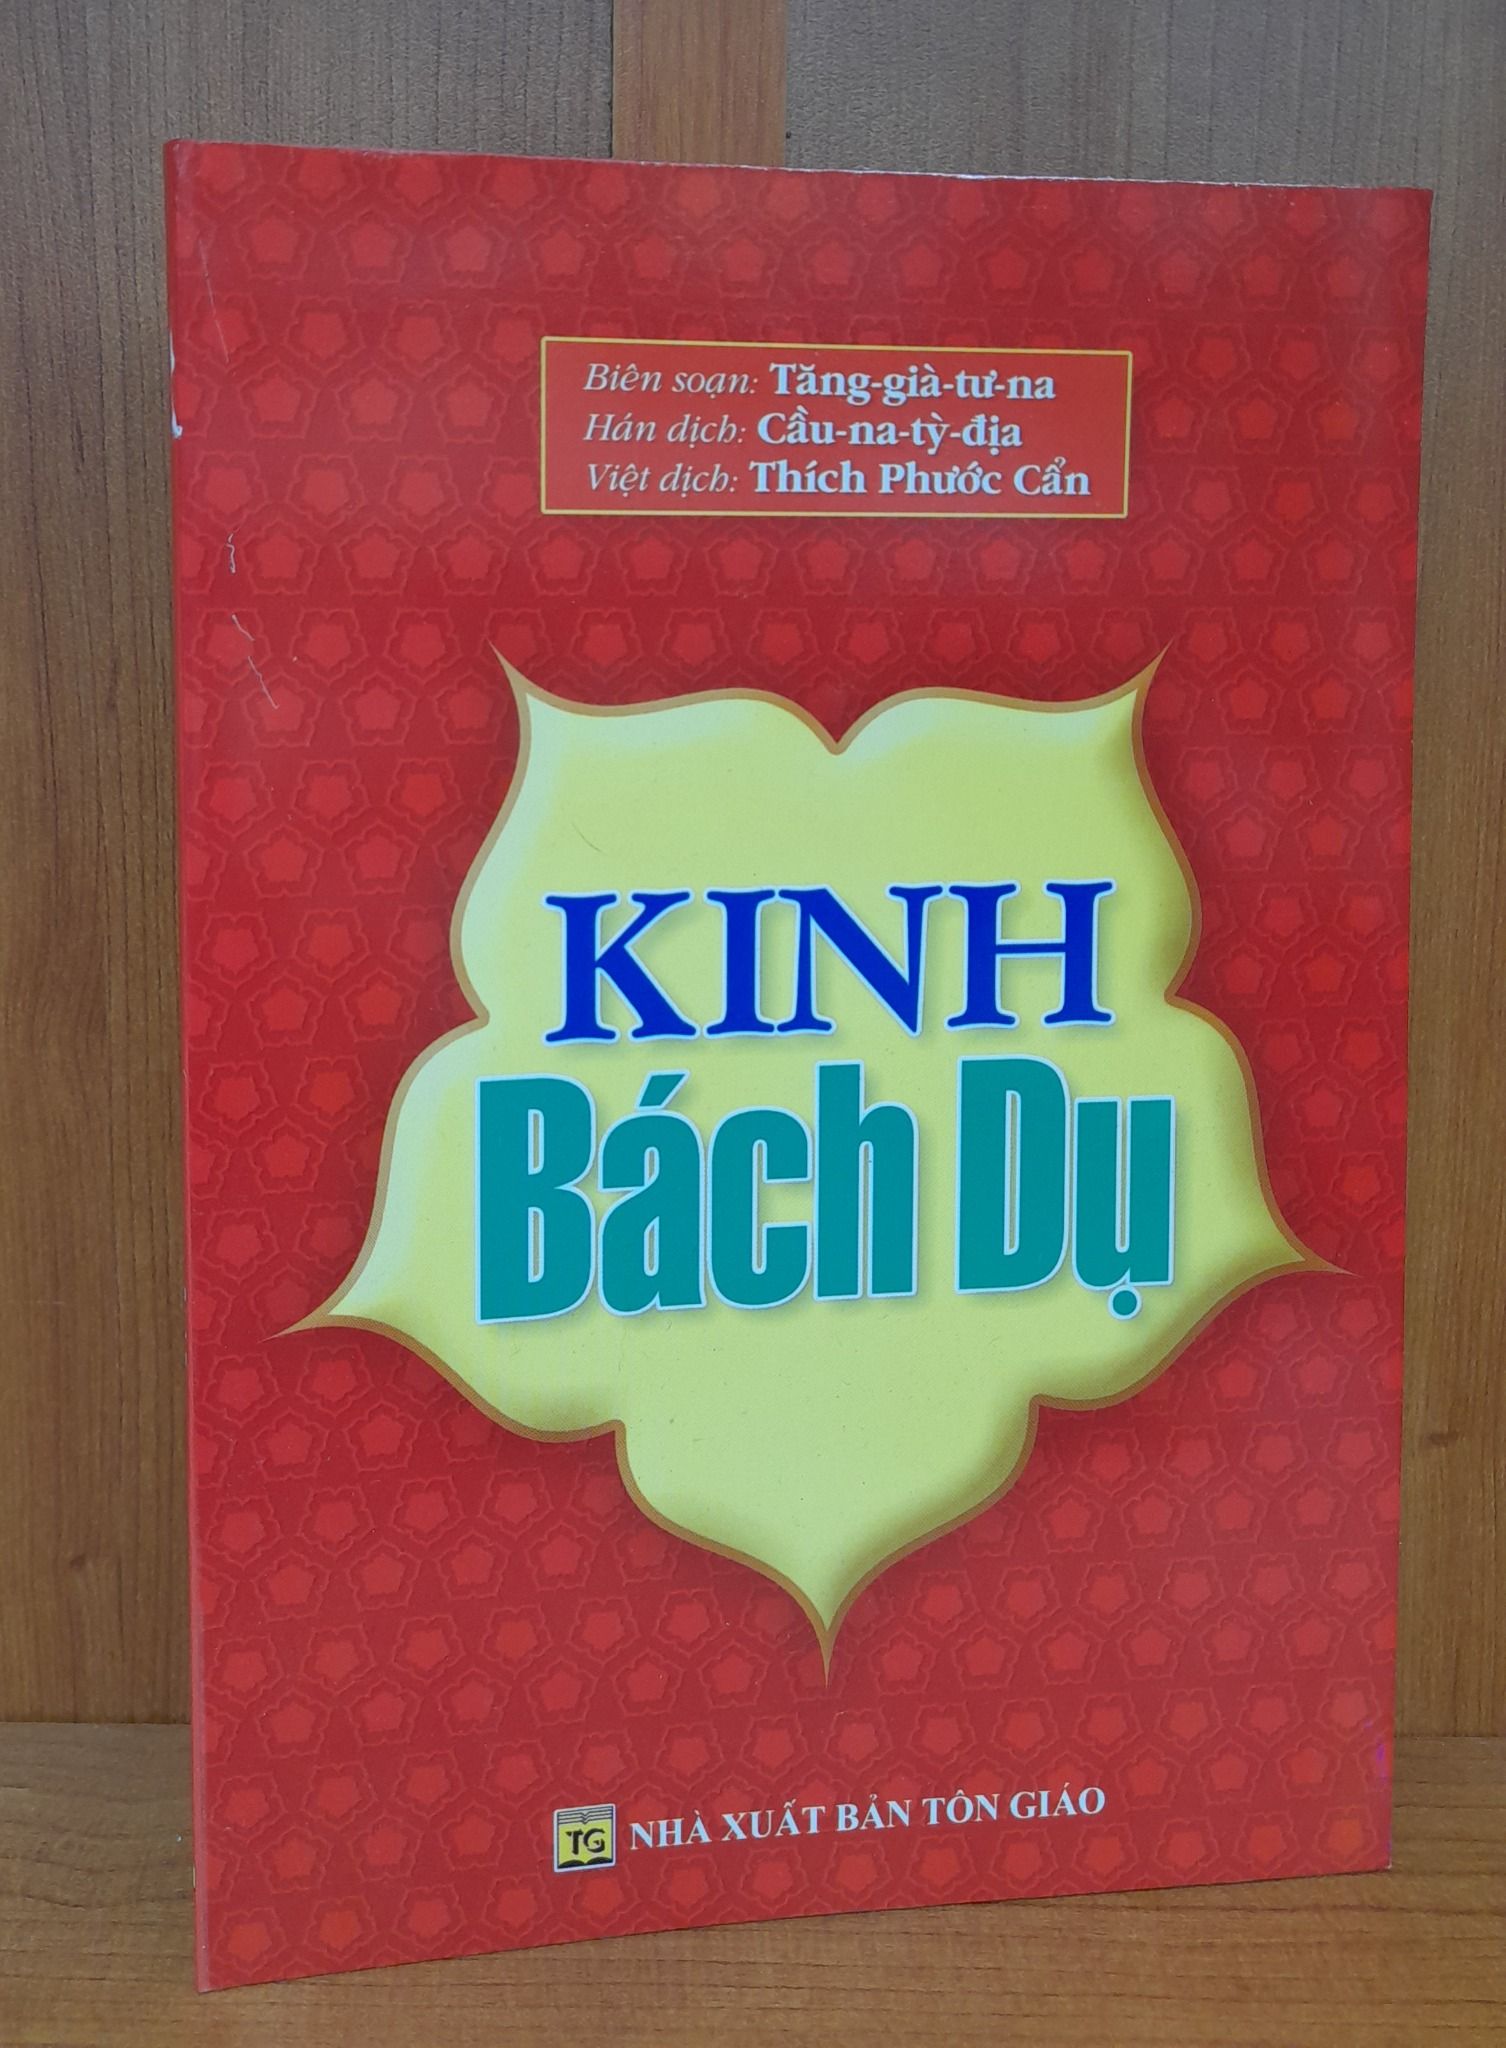 Biên soạn: Tăng-già-tư-na
Hán dịch: Cầu-na-tỳ-địa
Việt dịch: Thích Phước Cẩn
KINH
Bách Dụ
TG NHÀ XUẤT BẢN TÔN GIÁO